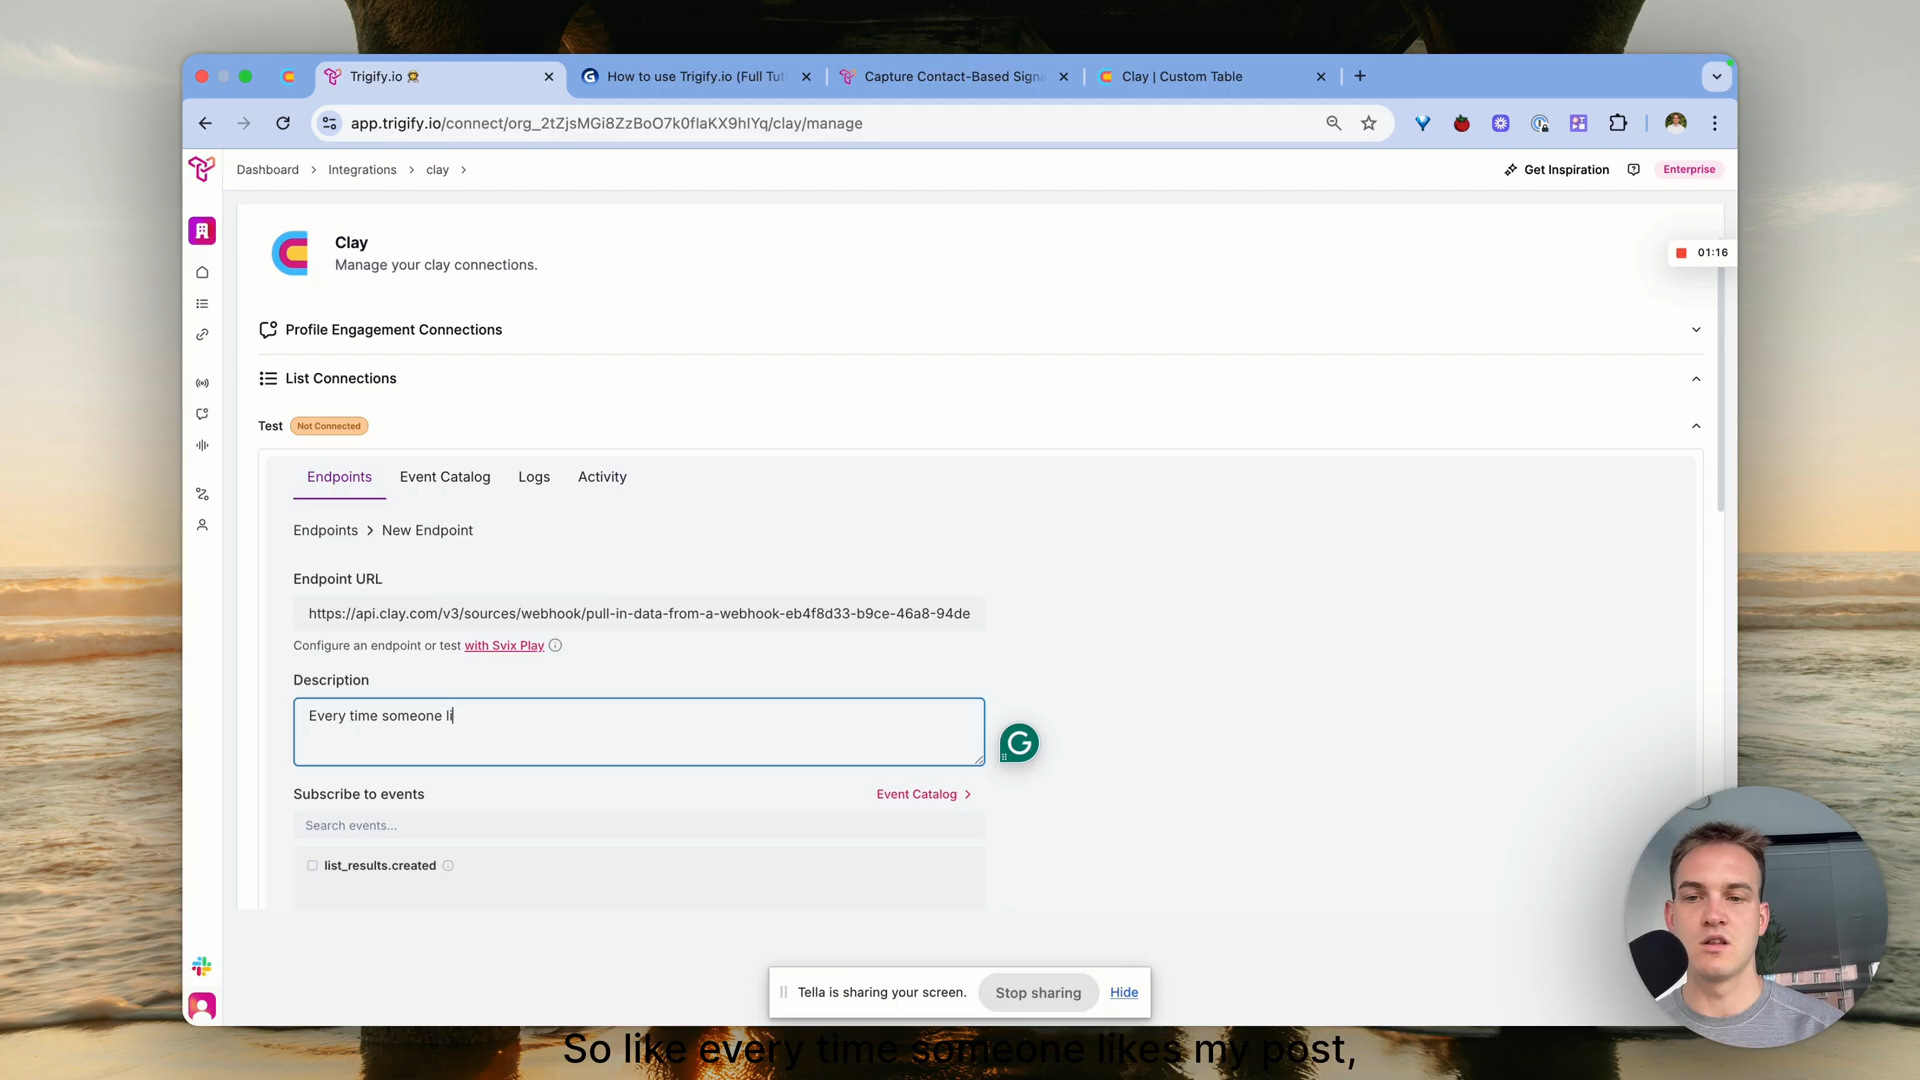 Trigify.io
How to use Trigify.io (Full Tut
Capture Contact-Based Signa
Clay | Custom Table
app.trigify.io/connect/org_2tZjsMGi8ZzBoO7k0flaKX9hlYq/clay/manage
Dashboard > Integrations > clay >
Get Inspiration
Enterprise
Clay
Manage your clay connections.
01:16
Profile Engagement Connections
List Connections
Test Not Connected
Endpoints Event Catalog Logs Activity
Endpoints > New Endpoint
Endpoint URL
https://api.clay.com/v3/sources/webhook/pull-in-data-from-a-webhook-eb4f8d33-b9ce-46a8-94de
Configure an endpoint or test with Svix Play
Description
Every time someone li
Subscribe to events
Event Catalog >
Search events...
list_results.created
Tella is sharing your screen. Stop sharing Hide
So like every time someone likes my post,